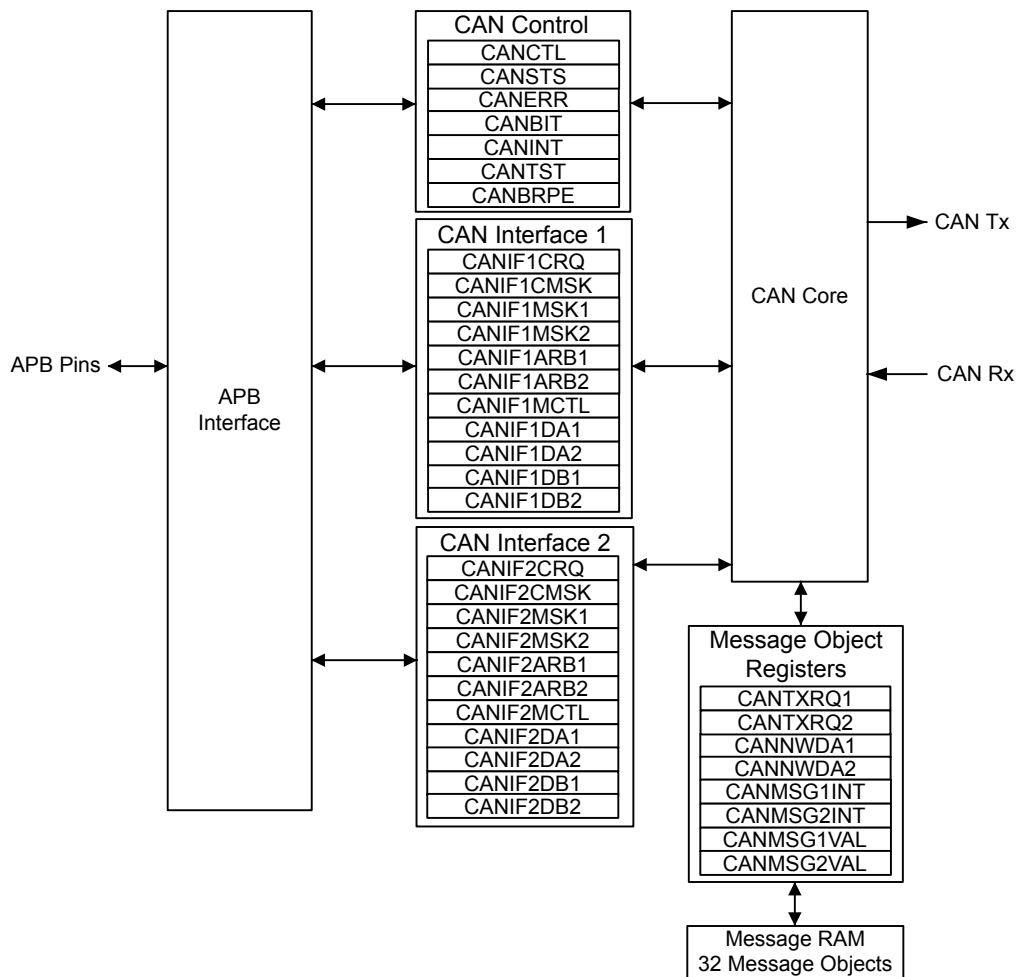 APB Pins
APB
Interface
CAN Control
CANCTL
CANSTS
CANERR
CANBIT
CANINT
CANTST
CANBRPE
CAN Interface 1
CANIF1CRQ
CANIF1CMSK
CANIF1MSK1
CANIF1MSK2
CANIF1ARB1
CANIF1ARB2
CANIF1MCTL
CANIF1DA1
CANIF1DA2
CANIF1DB1
CANIF1DB2
CAN Interface 2
CANIF2CRQ
CANIF2CMSK
CANIF2MSK1
CANIF2MSK2
CANIF2ARB1
CANIF2ARB2
CANIF2MCTL
CANIF2DA1
CANIF2DA2
CANIF2DB1
CANIF2DB2
CAN Core
CAN Tx
CAN Rx
Message Object
Registers
CANTXRQ1
CANTXRQ2
CANNWDA1
CANNWDA2
CANMSG1INT
CANMSG2INT
CANMSG1VAL
CANMSG2VAL
Message RAM
32 Message Objects